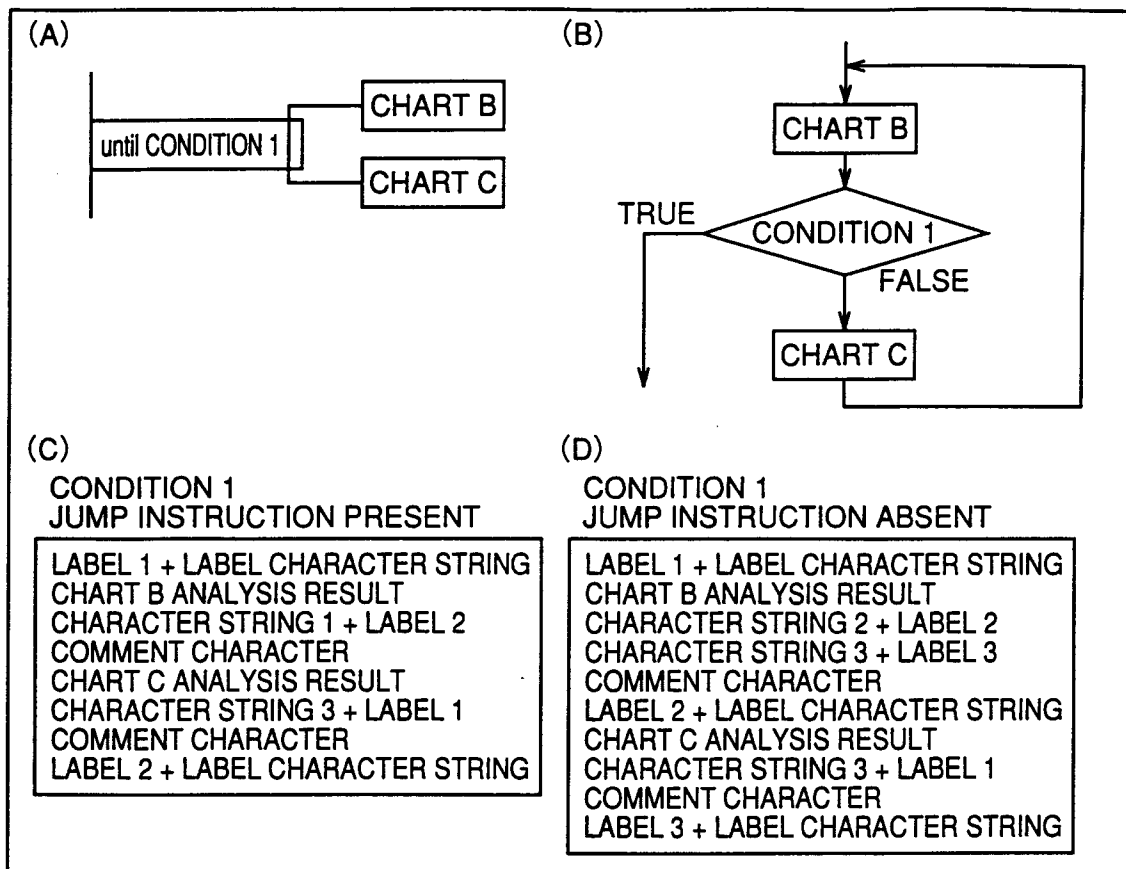 (A)
CHART B
until CONDITION 1
CHART C
(B)
CHART B
TRUE
CONDITION 1
FALSE
CHART C
(C)
CONDITION 1
JUMP INSTRUCTION PRESENT
LABEL 1 + LABEL CHARACTER STRING
CHART B ANALYSIS RESULT
CHARACTER STRING 1 + LABEL 2
COMMENT CHARACTER
CHART C ANALYSIS RESULT
CHARACTER STRING 3 + LABEL 1
COMMENT CHARACTER
LABEL 2 + LABEL CHARACTER STRING
(D)
CONDITION 1
JUMP INSTRUCTION ABSENT
LABEL 1 + LABEL CHARACTER STRING
CHART B ANALYSIS RESULT
CHARACTER STRING 2 + LABEL 2
CHARACTER STRING 3 + LABEL 3
COMMENT CHARACTER
LABEL 2 + LABEL CHARACTER STRING
CHART C ANALYSIS RESULT
CHARACTER STRING 3 + LABEL 1
COMMENT CHARACTER
LABEL 3 + LABEL CHARACTER STRING